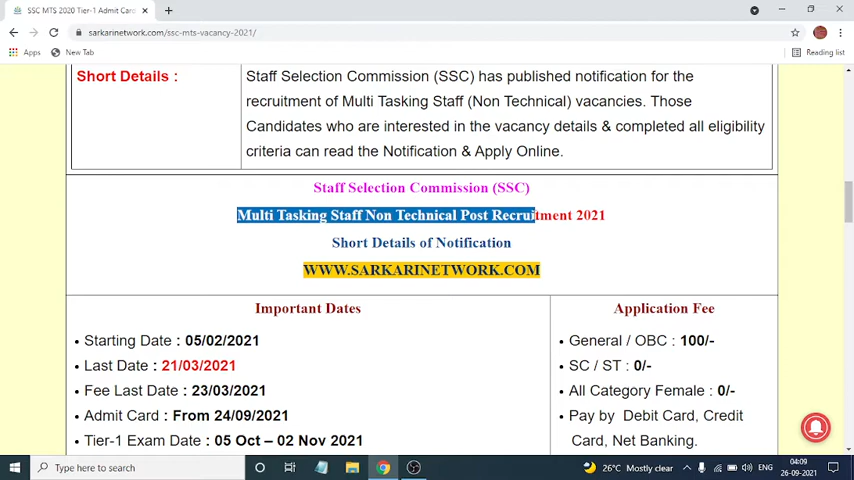 SSC MTS 2020 Tier-1 Admit Card
sarkarinetwork.com/ssc-mts-vacancy-2021/
Apps New Tab Reading list
Short Details :
Staff Selection Commission (SSC) has published notification for the
recruitment of Multi Tasking Staff (Non Technical) vacancies. Those
Candidates who are interested in the vacancy details & completed all eligibility
criteria can read the Notification & Apply Online.
Staff Selection Commission (SSC)
Multi Tasking Staff Non Technical Post Recruitment 2021
Short Details of Notification
WWW.SARKARINETWORK.COM
Important Dates
• Starting Date : 05/02/2021
• Last Date : 21/03/2021
• Fee Last Date : 23/03/2021
• Admit Card : From 24/09/2021
• Tier-1 Exam Date : 05 Oct – 02 Nov 2021
Application Fee
• General / OBC : 100/-
• SC / ST : 0/-
• All Category Female : 0/-
• Pay by Debit Card, Credit
Card, Net Banking.
Type here to search
26°C Mostly clear
ENG
04:09
26-09-2021